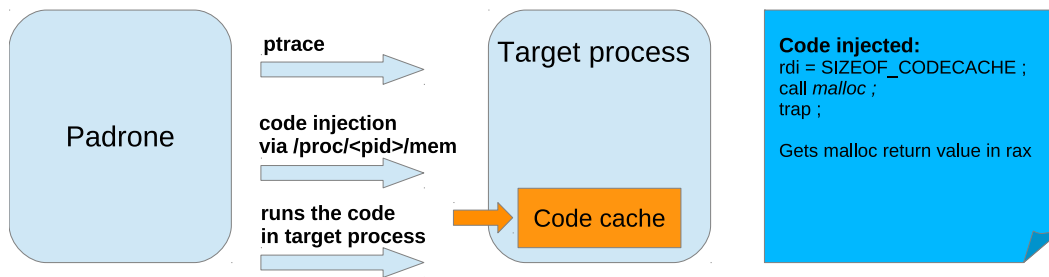 Padrone
ptrace
code injection
via /proc/<pid>/mem
runs the code
in target process
Target process
Code cache
Code injected:
rdi = SIZEOF_CODECACHE ;
call malloc ;
trap ;
Gets malloc return value in rax